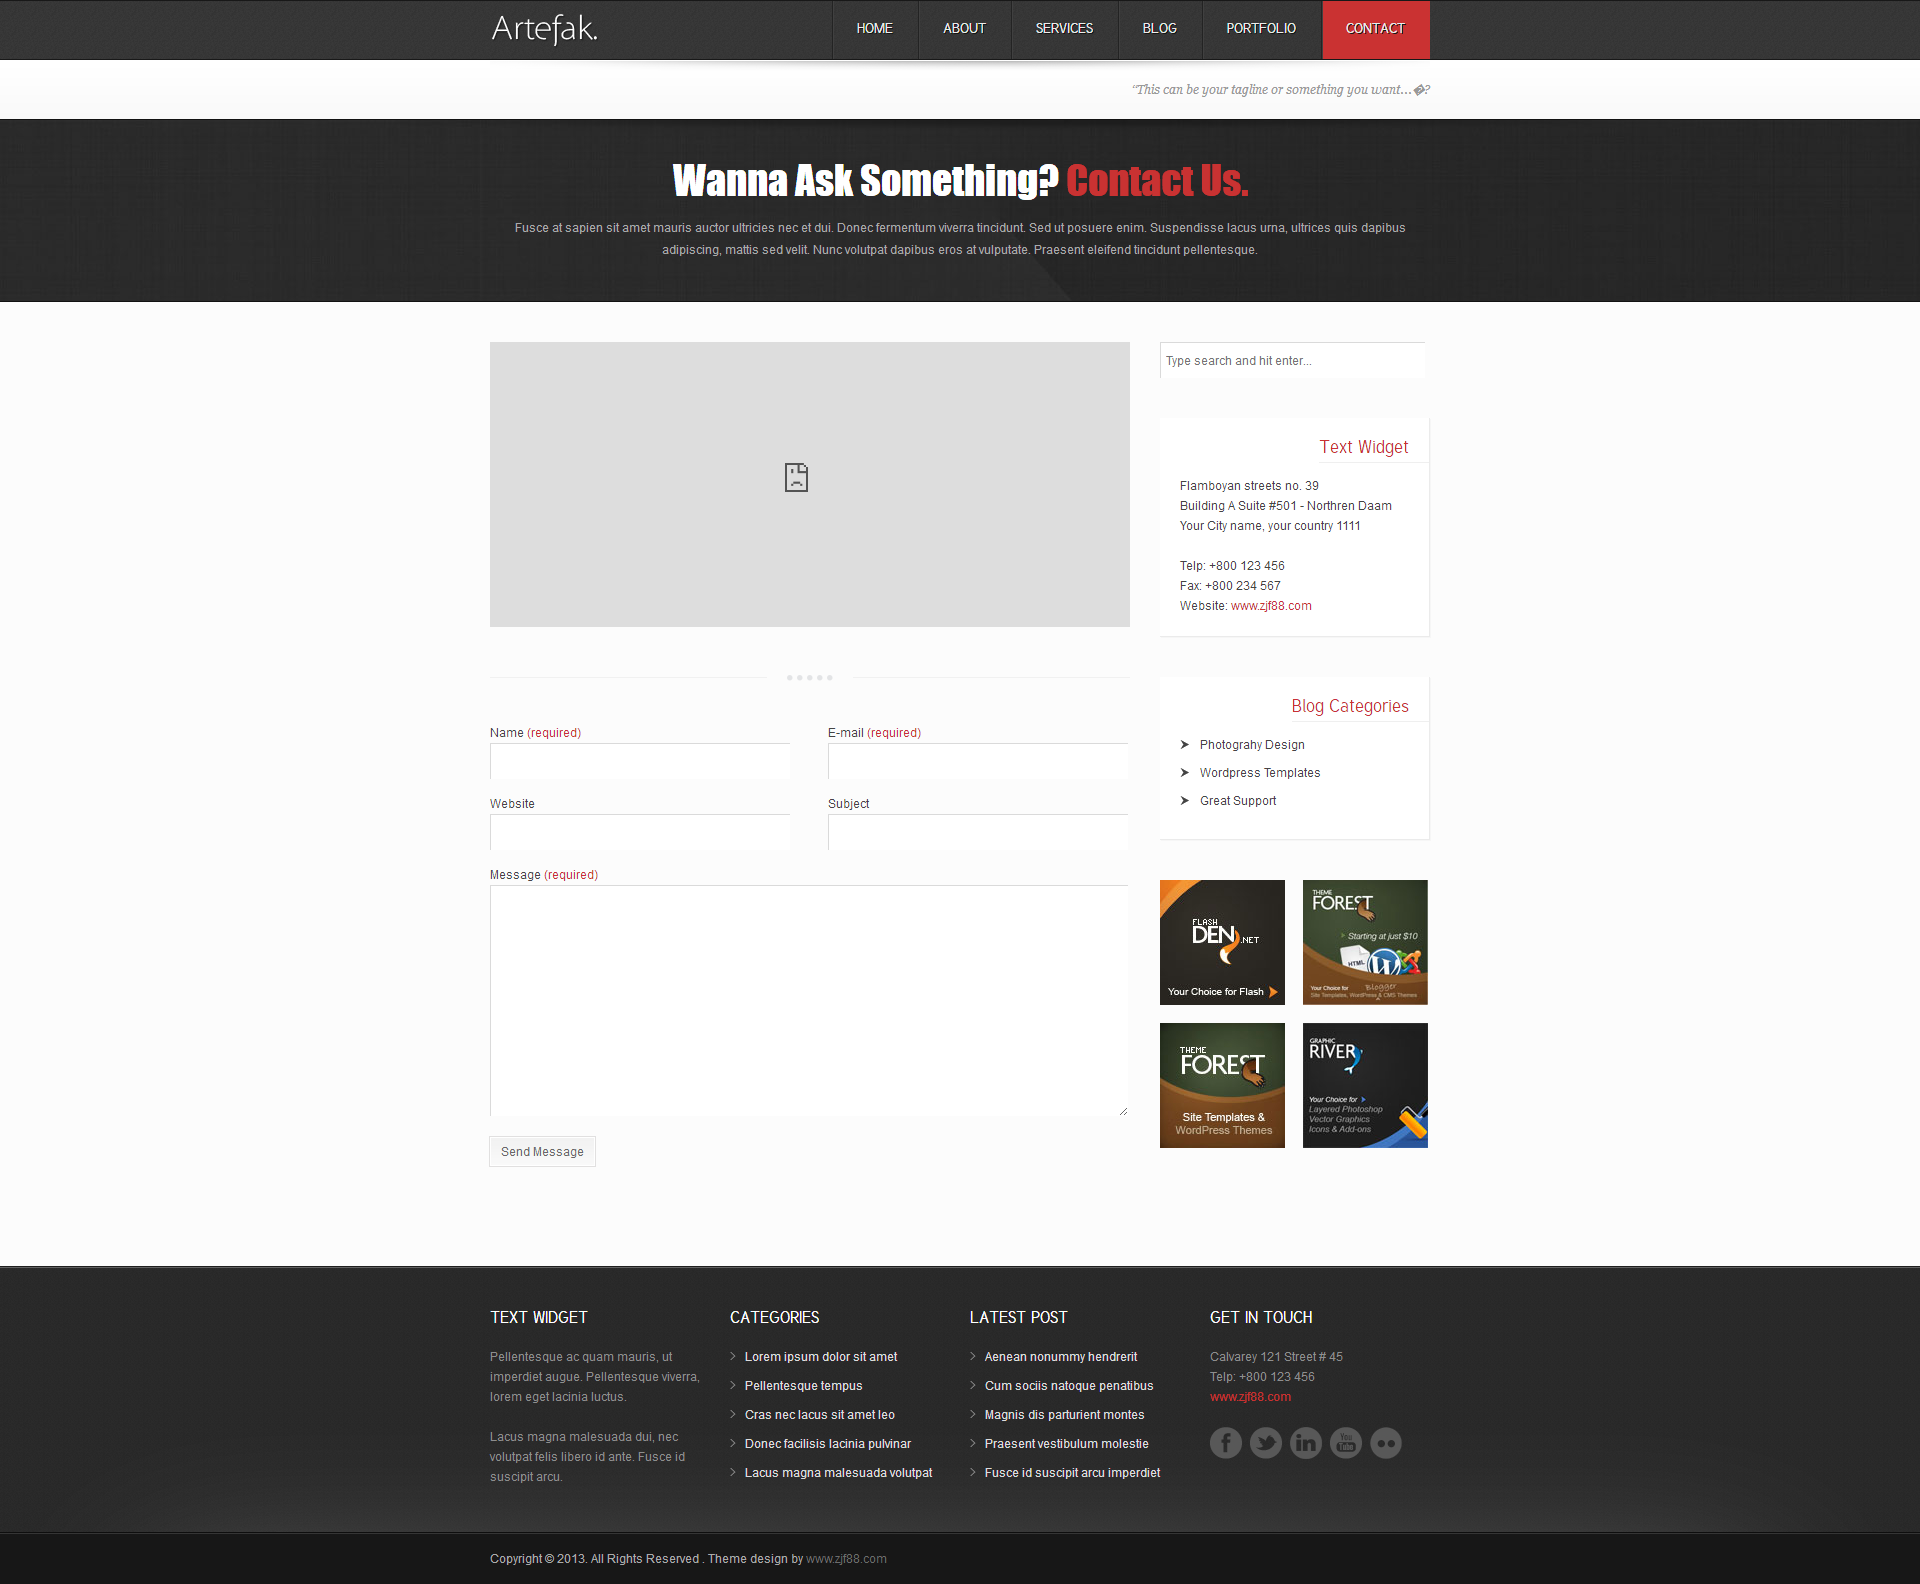 Artefak.
HOME
ABOUT
SERVICES
BLOG
PORTFOLIO
CONTACT
"This can be your tagline or something you want...�?
Wanna Ask Something? Contact Us.
Fusce at sapien sit amet mauris auctor ultricies nec et dui. Donec fermentum viverra tincidunt. Sed ut posuere enim. Suspendisse lacus urna, ultrices quis dapibus
adipiscing, mattis sed velit. Nunc volutpat dapibus eros at vulputate. Praesent eleifend tincidunt pellentesque.
Type search and hit enter...
Text Widget
Flamboyan streets no. 39
Building A Suite #501 - Northren Daam
Your City name, your country 1111
Telp: +800 123 456
Fax: +800 234 567
Website: www.zjf88.com
Name (required)
E-mail (required)
Website
Subject
Message (required)
Send Message
Blog Categories
Photograhy Design
Wordpress Templates
Great Support
FLASH
DEN.NET
Your Choice for Flash
THEME
FOREST
Starting at just $10
HTML
Your Choice for Blogger
Site Templates, WordPress & CMS Themes
THEME
FOREST
Site Templates &
WordPress Themes
GRAPHIC
RIVER
Your Choice for
Layered Photoshop
Vector Graphics
Icons & Add-ons
TEXT WIDGET
Pellentesque ac quam mauris, ut
imperdiet augue. Pellentesque viverra,
lorem eget lacinia luctus.
Lacus magna malesuada dui, nec
volutpat felis libero id ante. Fusce id
suscipit arcu.
CATEGORIES
Lorem ipsum dolor sit amet
Pellentesque tempus
Cras nec lacus sit amet leo
Donec facilisis lacinia pulvinar
Lacus magna malesuada volutpat
LATEST POST
Aenean nonummy hendrerit
Cum sociis natoque penatibus
Magnis dis parturient montes
Praesent vestibulum molestie
Fusce id suscipit arcu imperdiet
GET IN TOUCH
Calvarey 121 Street # 45
Telp: +800 123 456
www.zjf88.com
You
Tube
Copyright © 2013. All Rights Reserved . Theme design by www.zjf88.com